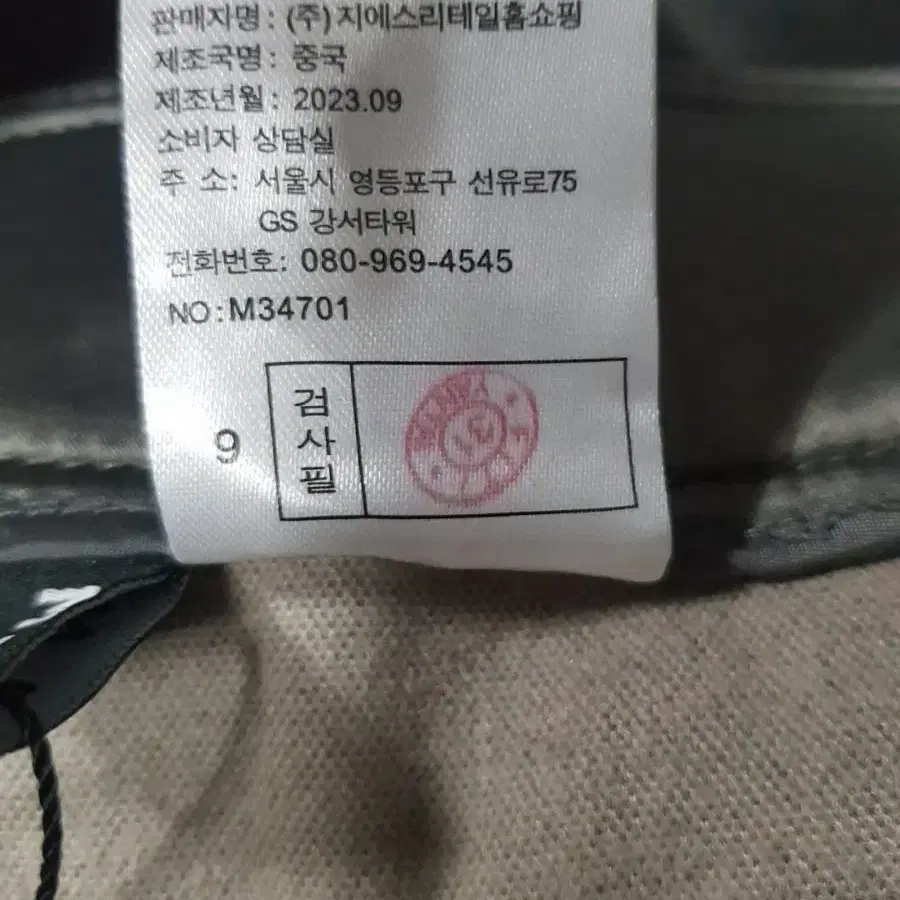 판매자명: (주)지에스리테일홈쇼핑
제조국명: 중국
제조년월: 2023.09
소비자 상담실
주 소: 서울시 영등포구 선유로75
GS 강서타워
전화번호: 080-969-4545
NO:M34701
9
검사필